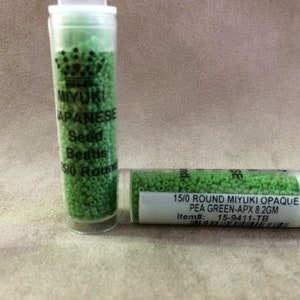 MIYUKI
JAPANESE
Seed
Beads
15/0 Round
15/0 ROUND MIYUKI OPAQUE
PEA GREEN-APX 8.2GM
Item#: 15-9411-TB